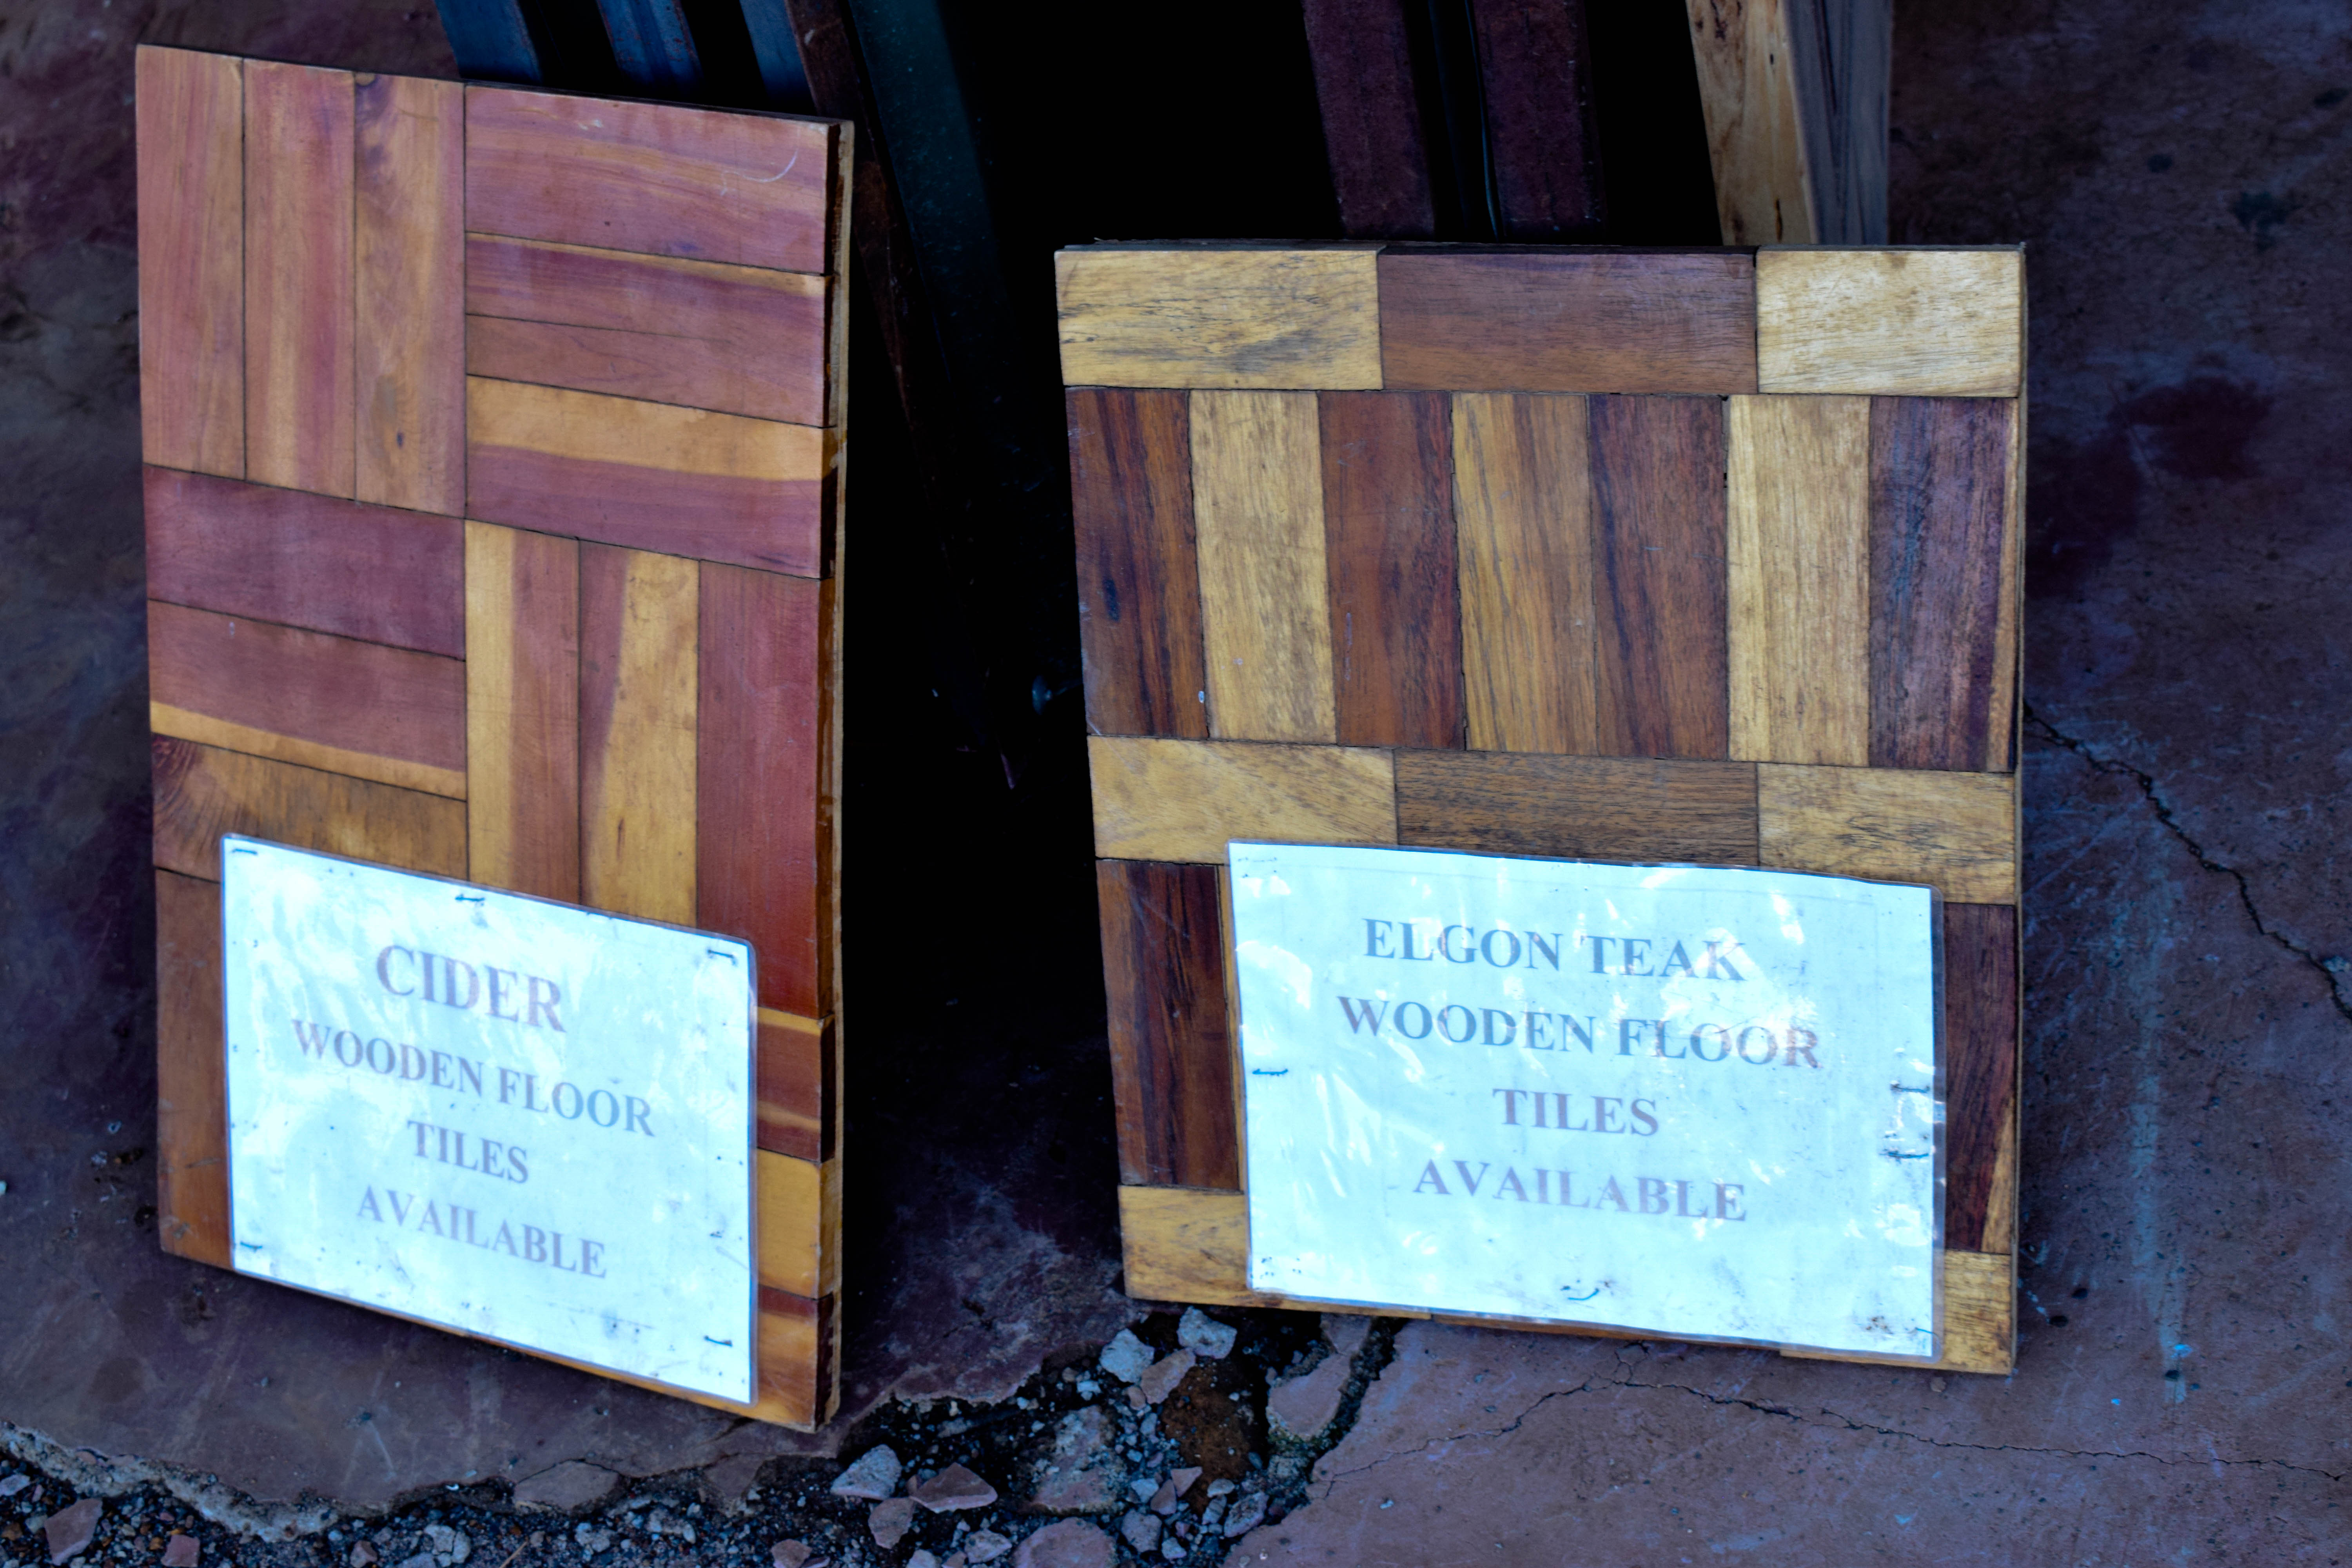 CIDER
WOODEN FLOOR
TILES
AVAILABLE
ELGON TEAK
WOODEN FLOOR
TILES
AVAILABLE